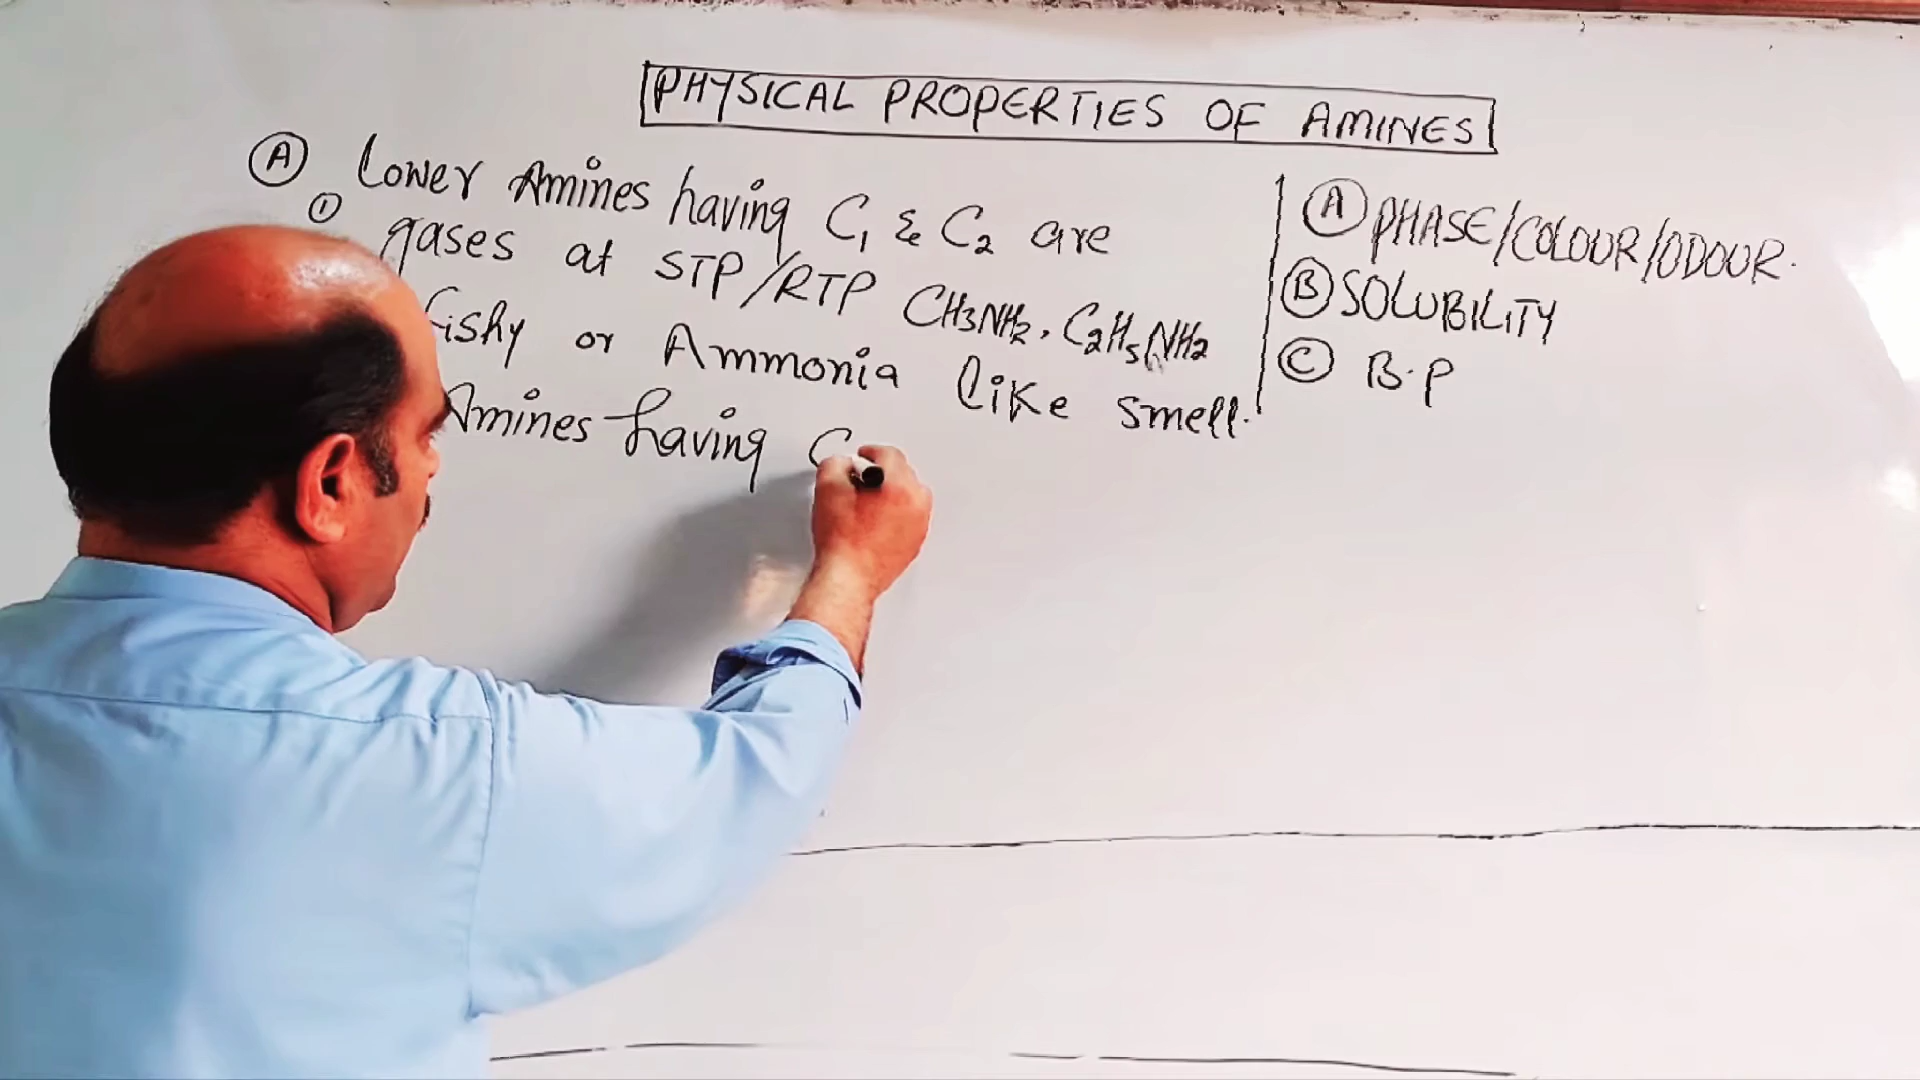 PHYSICAL PROPERTIES OF AMINES
Ⓐ Lower Amines having C₁ & C₂ are
① gases at STP/RTP CH3NH₂, C₂H₅NH₂
fishy or Ammonia like smell.
Amines having C
Ⓐ PHASE/COLOUR/ODOUR.
Ⓑ SOLUBILITY
Ⓒ B.P